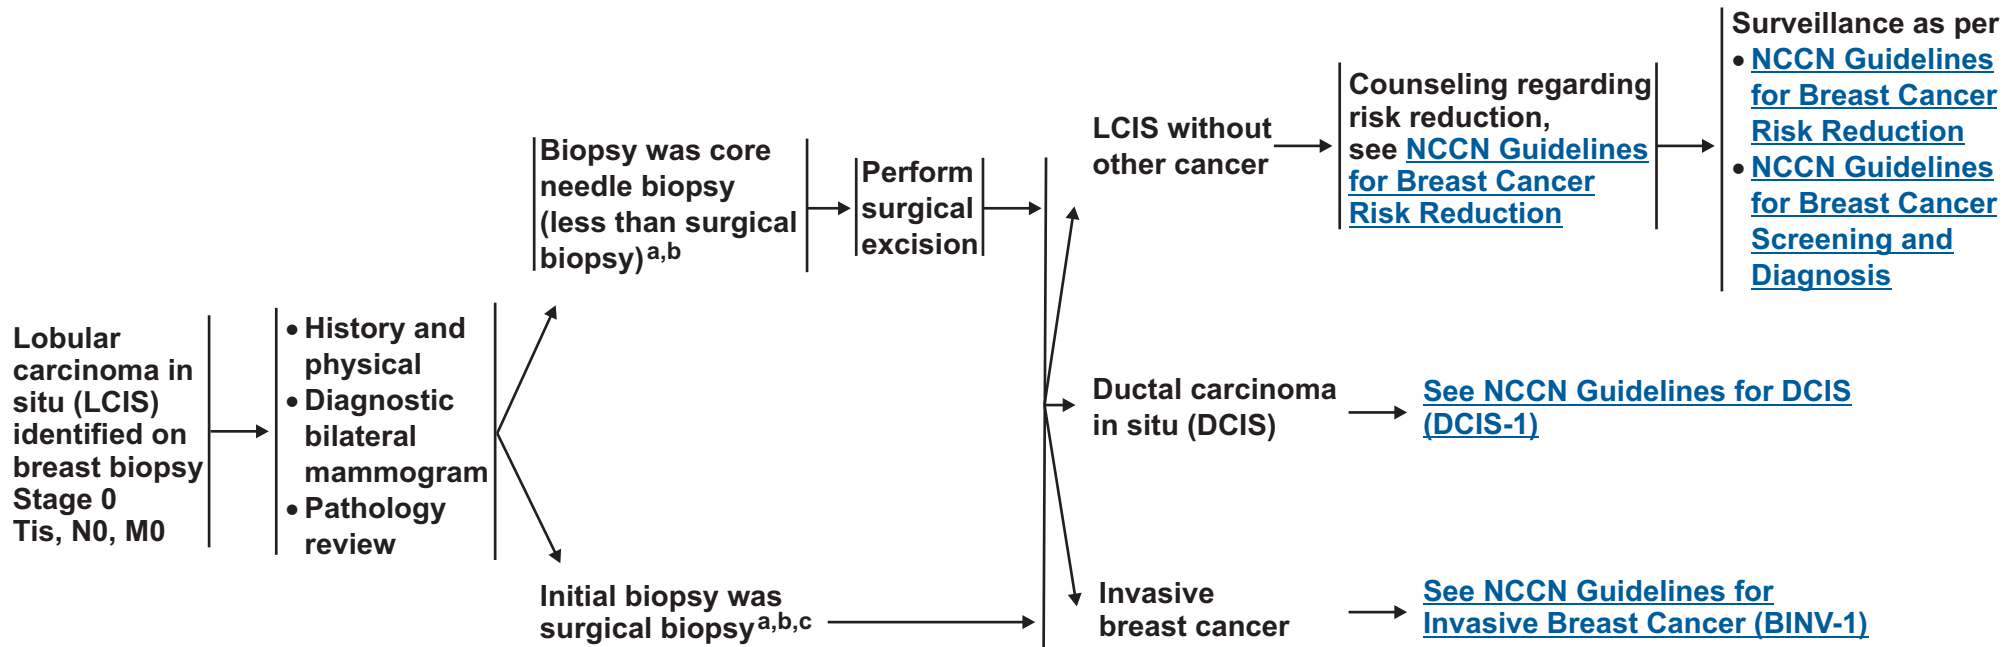 Lobular
carcinoma in
situ (LCIS)
identified on
breast biopsy
Stage 0
Tis, N0, M0
• History and
physical
• Diagnostic
bilateral
mammogram
• Pathology
review
Biopsy was core
needle biopsy
(less than surgical
biopsy)a,b
Perform
surgical
excision
Initial biopsy was
surgical biopsya,b,c
LCIS without
other cancer
Counseling regarding
risk reduction,
see NCCN Guidelines
for Breast Cancer
Risk Reduction
Surveillance as per
• NCCN Guidelines
for Breast Cancer
Risk Reduction
• NCCN Guidelines
for Breast Cancer
Screening and
Diagnosis
Ductal carcinoma
in situ (DCIS)
See NCCN Guidelines for DCIS
(DCIS-1)
Invasive
breast cancer
See NCCN Guidelines for
Invasive Breast Cancer (BINV-1)